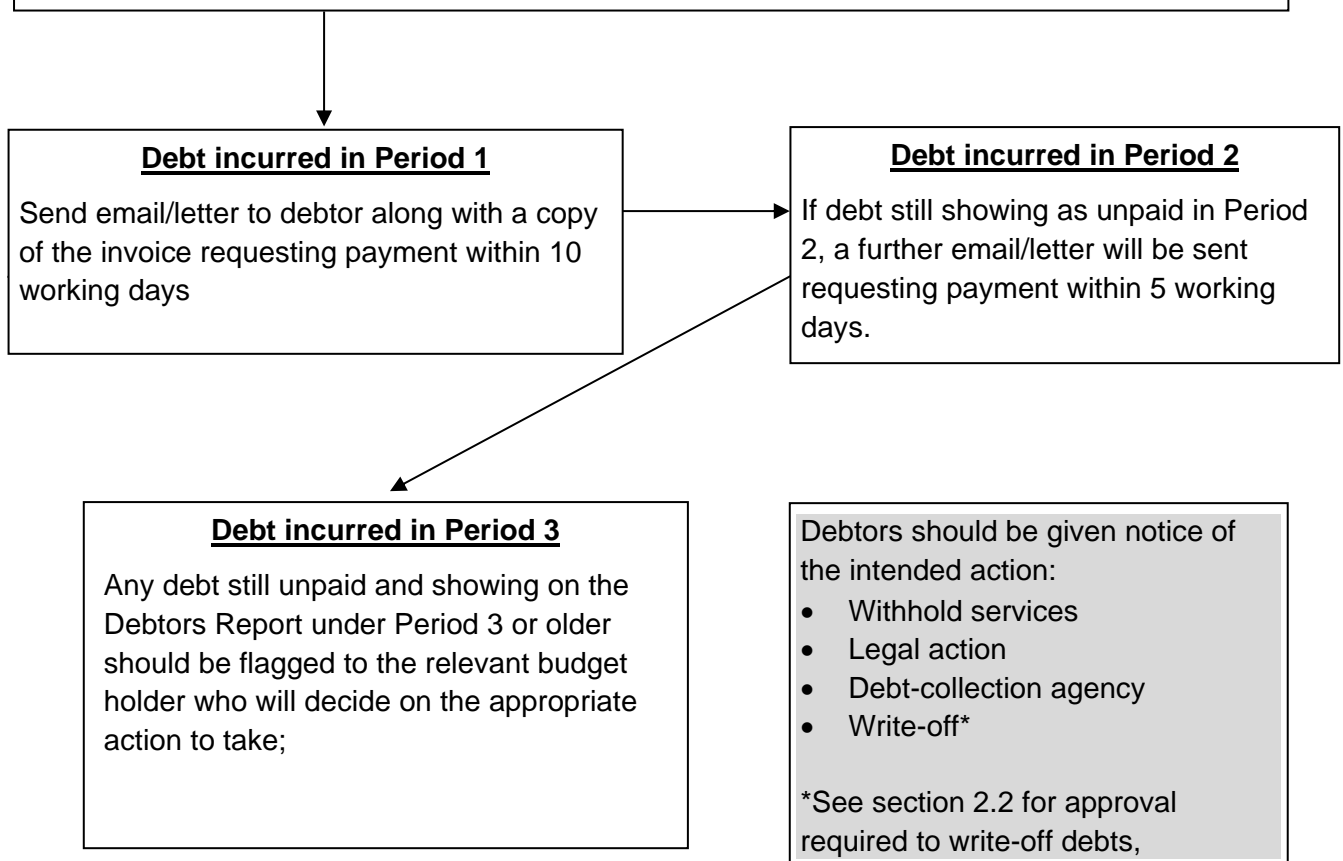 Debt incurred in Period 1
Send email/letter to debtor along with a copy
of the invoice requesting payment within 10
working days
Debt incurred in Period 2
If debt still showing as unpaid in Period
2, a further email/letter will be sent
requesting payment within 5 working
days.
Debt incurred in Period 3
Any debt still unpaid and showing on the
Debtors Report under Period 3 or older
should be flagged to the relevant budget
holder who will decide on the appropriate
action to take;
Debtors should be given notice of
the intended action:
• Withhold services
• Legal action
• Debt-collection agency
• Write-off*
*See section 2.2 for approval
required to write-off debts,